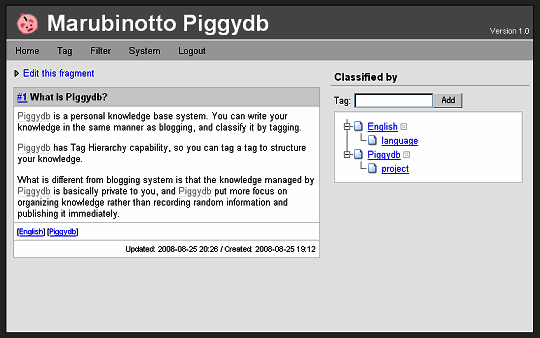 Marubinotto Piggydb
Version 1.0
Home Tag Filter System Logout
Edit this fragment
#1 What is Piggydb?
Piggydb is a personal knowledge base system. You can write your
knowledge in the same manner as blogging, and classify it by tagging.
Piggydb has Tag Hierarchy capability, so you can tag a tag to structure
your knowledge.
What is different from blogging system is that the knowledge managed by
Piggydb is basically private to you, and Piggydb put more focus on
organizing knowledge rather than recording random information and
publishing it immediately.
[English] [Piggydb]
Updated: 2008-08-25 20:26 / Created: 2008-08-25 19:12
Classified by
Tag: Add
English
language
Piggydb
project